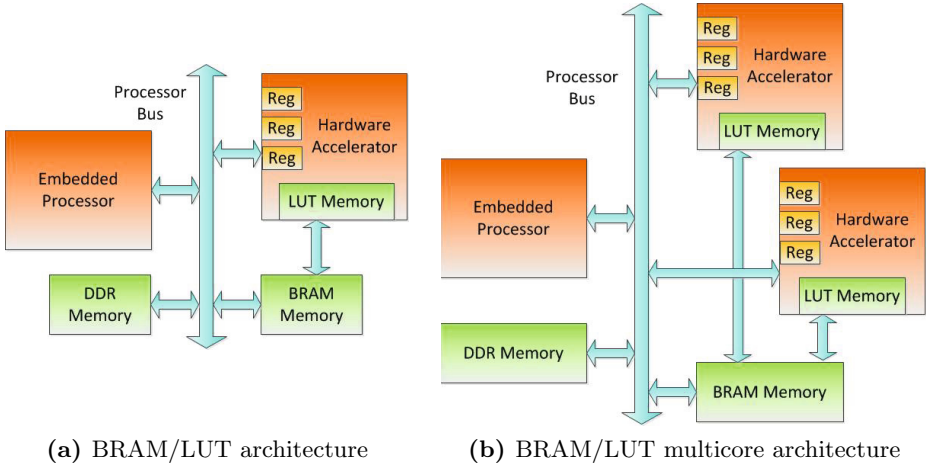 Processor
Bus
Reg
Reg
Reg
Hardware
Accelerator
LUT Memory
Embedded
Processor
DDR
Memory
BRAM
Memory
(a) BRAM/LUT architecture
Processor
Bus
Reg
Reg
Reg
Hardware
Accelerator
LUT Memory
Embedded
Processor
Reg
Reg
Reg
Hardware
Accelerator
LUT Memory
DDR Memory
BRAM Memory
(b) BRAM/LUT multicore architecture